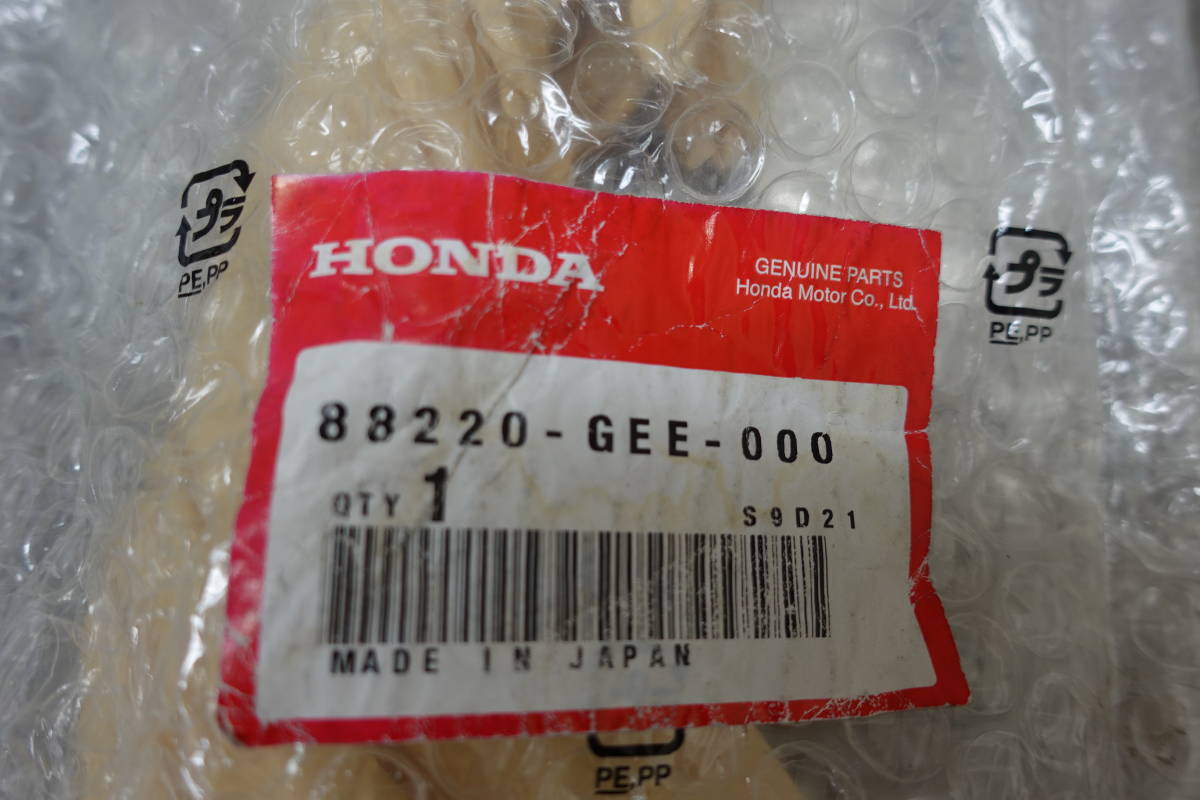 プラ
PE,PP
HONDA
GENUINE PARTS
Honda Motor Co., Ltd.
プラ
PE,PP
88220-GEE-000
QTY 1
S9D21
MADE IN JAPAN
PE,PP